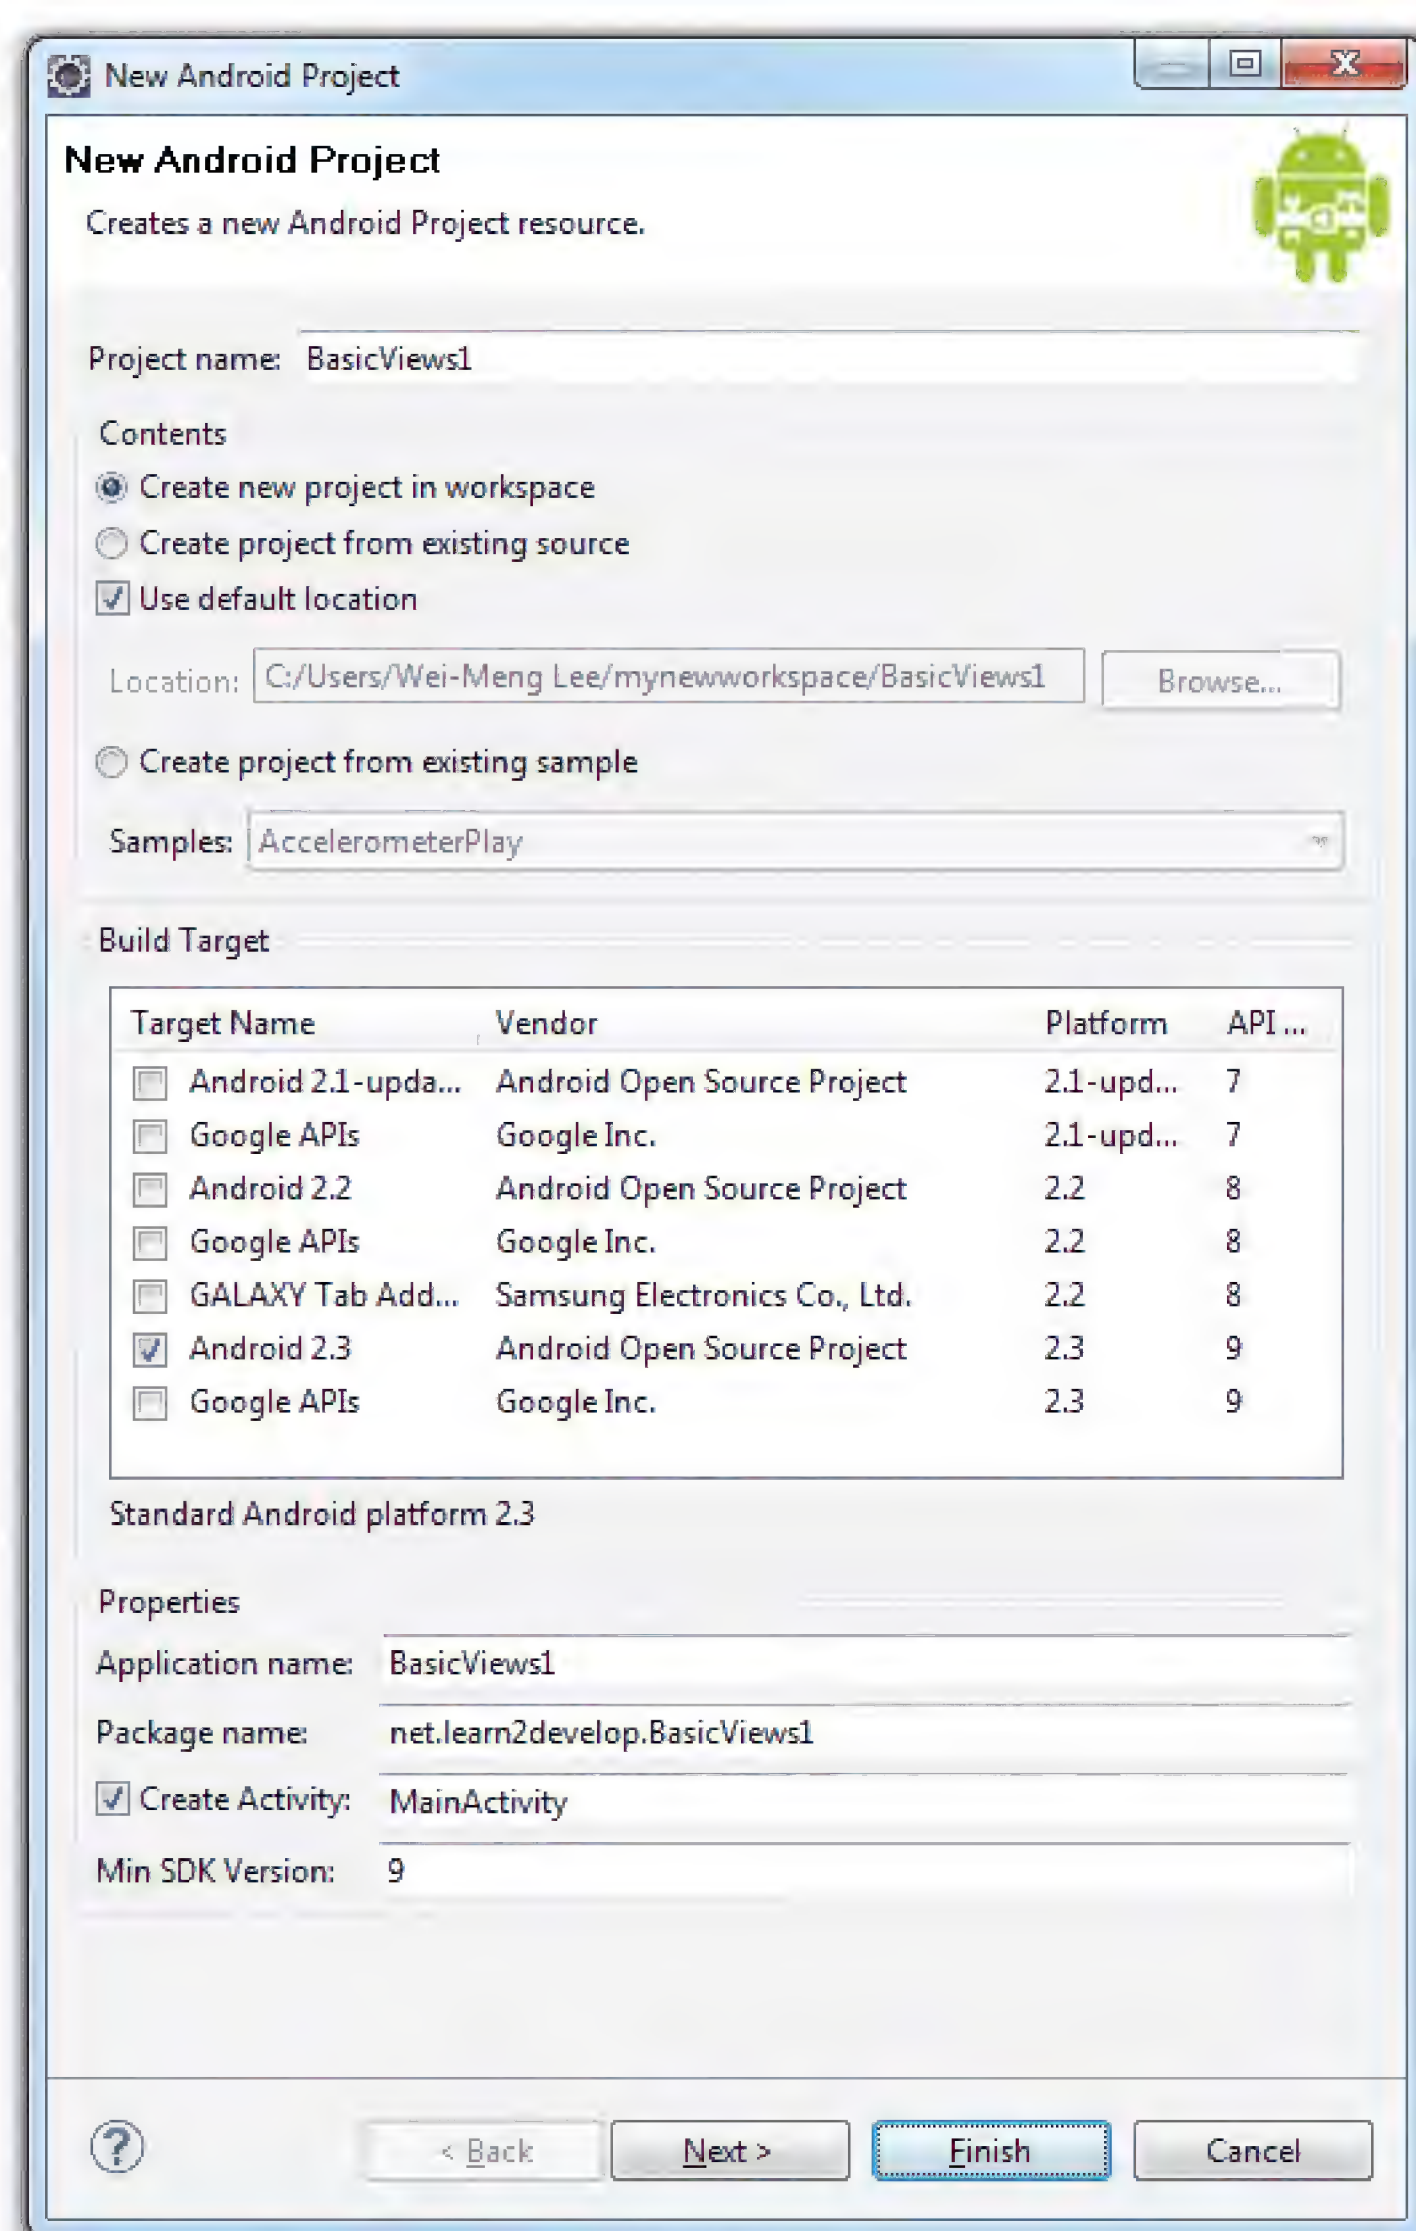 New Android Project
New Android Project
Creates a new Android Project resource.
Project name: BasicViews1
Contents
Create new project in workspace
Create project from existing source
Use default location
Location: C:/Users/Wei-Meng Lee/mynewworkspace/BasicViews1 Browse...
Create project from existing sample
Samples: AccelerometerPlay
Build Target
Target Name Vendor Platform API ...
Android 2.1-upda... Android Open Source Project 2.1-upd... 7
Google APIs Google Inc. 2.1-upd... 7
Android 2.2 Android Open Source Project 2.2 8
Google APIs Google Inc. 2.2 8
GALAXY Tab Add... Samsung Electronics Co., Ltd. 2.2 8
Android 2.3 Android Open Source Project 2.3 9
Google APIs Google Inc. 2.3 9
Standard Android platform 2.3
Properties
Application name: BasicViews1
Package name: net.learn2develop.BasicViews1
Create Activity: MainActivity
Min SDK Version: 9
? < Back Next > Finish Cancel